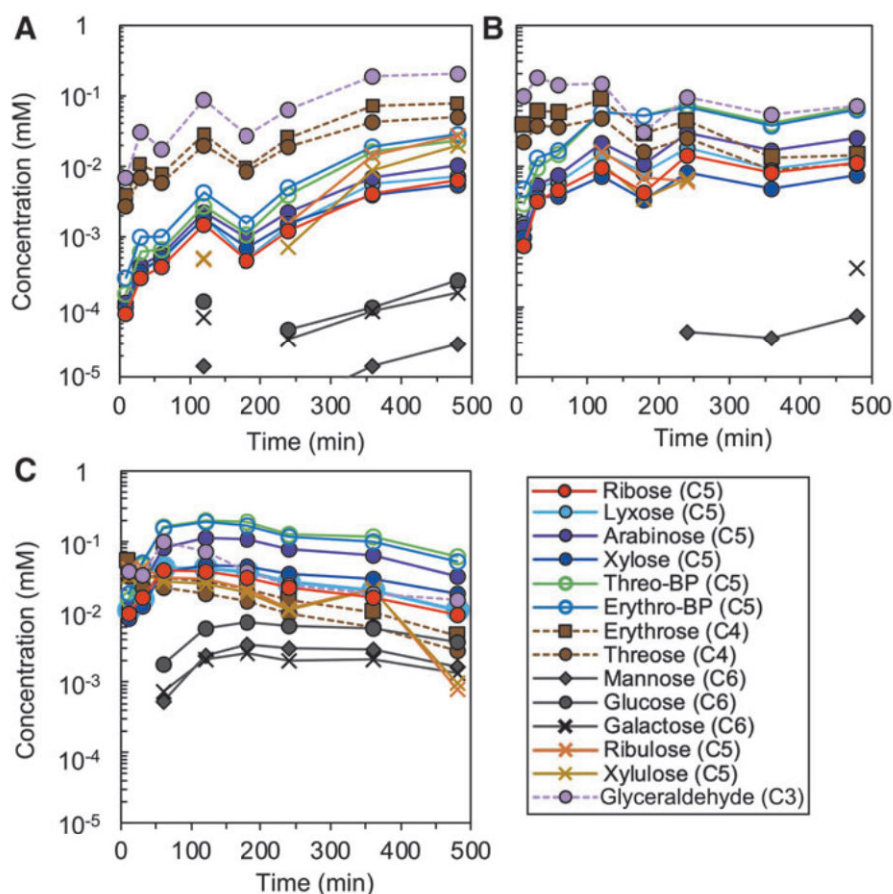 A
B
Concentration (mM)
1
10-1
10-2
10-3
10-4
10-5
0
100
200
300
400
500
Time (min)
0
100
200
300
400
500
Time (min)
C
Concentration (mM)
1
10-1
10-2
10-3
10-4
10-5
0
100
200
300
400
500
Time (min)
Ribose (C5)
Lyxose (C5)
Arabinose (C5)
Xylose (C5)
Threo-BP (C5)
Erythro-BP (C5)
Erythrose (C4)
Threose (C4)
Mannose (C6)
Glucose (C6)
Galactose (C6)
Ribulose (C5)
Xylulose (C5)
Glyceraldehyde (C3)